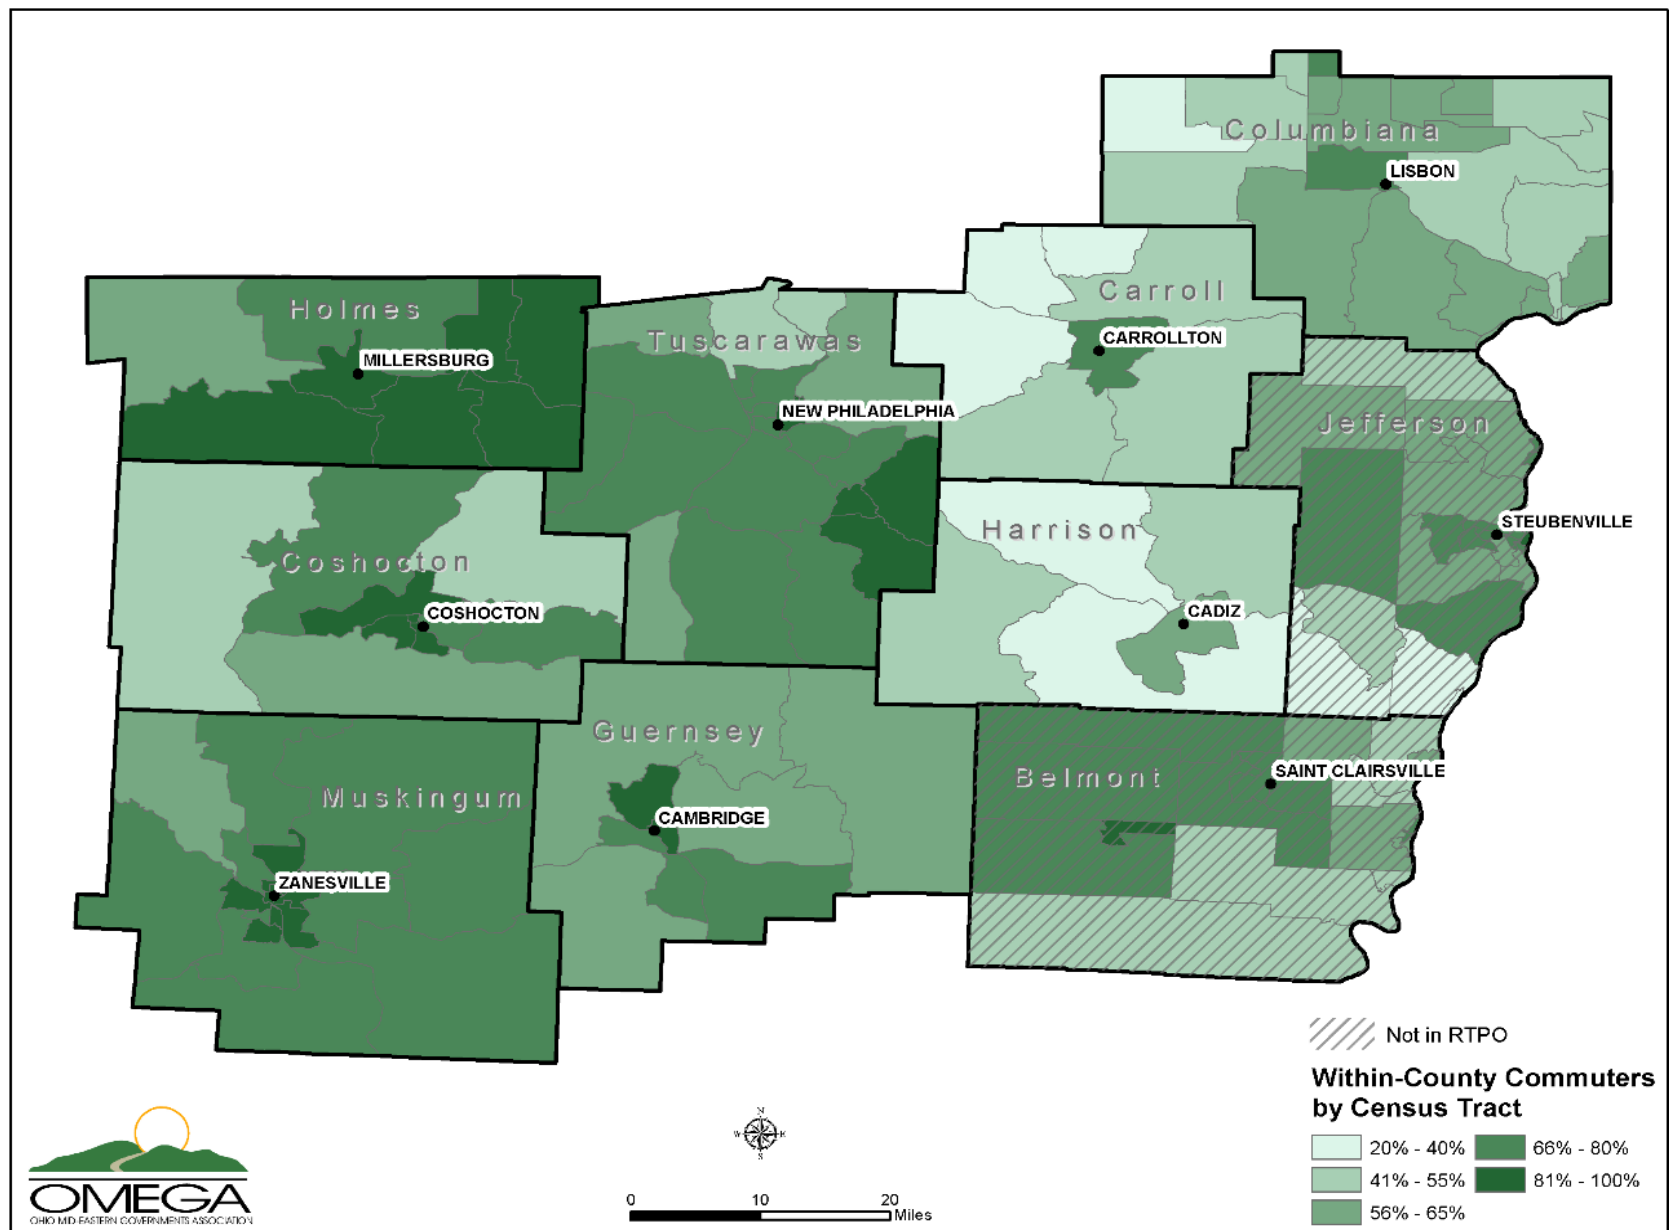 Columbiana
LISBON
Carroll
CARROLLTON
Holmes
MILLERSBURG
Tuscarawas
NEW PHILADELPHIA
Jefferson
STEUBENVILLE
Harrison
CADIZ
Coshocton
COSHOCTON
Guernsey
CAMBRIDGE
Belmont
SAINT CLAIRSVILLE
Muskingum
ZANESVILLE
Not in RTPO
Within-County Commuters
by Census Tract
20% - 40%
66% - 80%
41% - 55%
81% - 100%
56% - 65%
N
W E
S
0 10 20
Miles
OMEGA
OHIO MID-EASTERN GOVERNMENTS ASSOCIATION